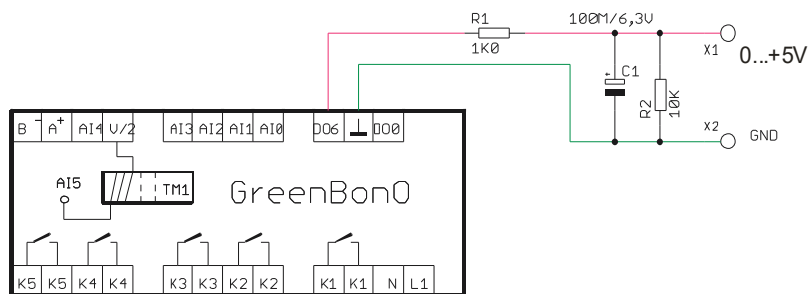 R1
1K0
100M/6,3V
X1
0...+5V
C1
+
R2
10K
X2
GND
B - A+ AI4 V/2 AI3 AI2 AI1 AI0 DO6 DO0
AI5
TM1
GreenBonO
K5 K5 K4 K4 K3 K3 K2 K2 K1 K1 N L1